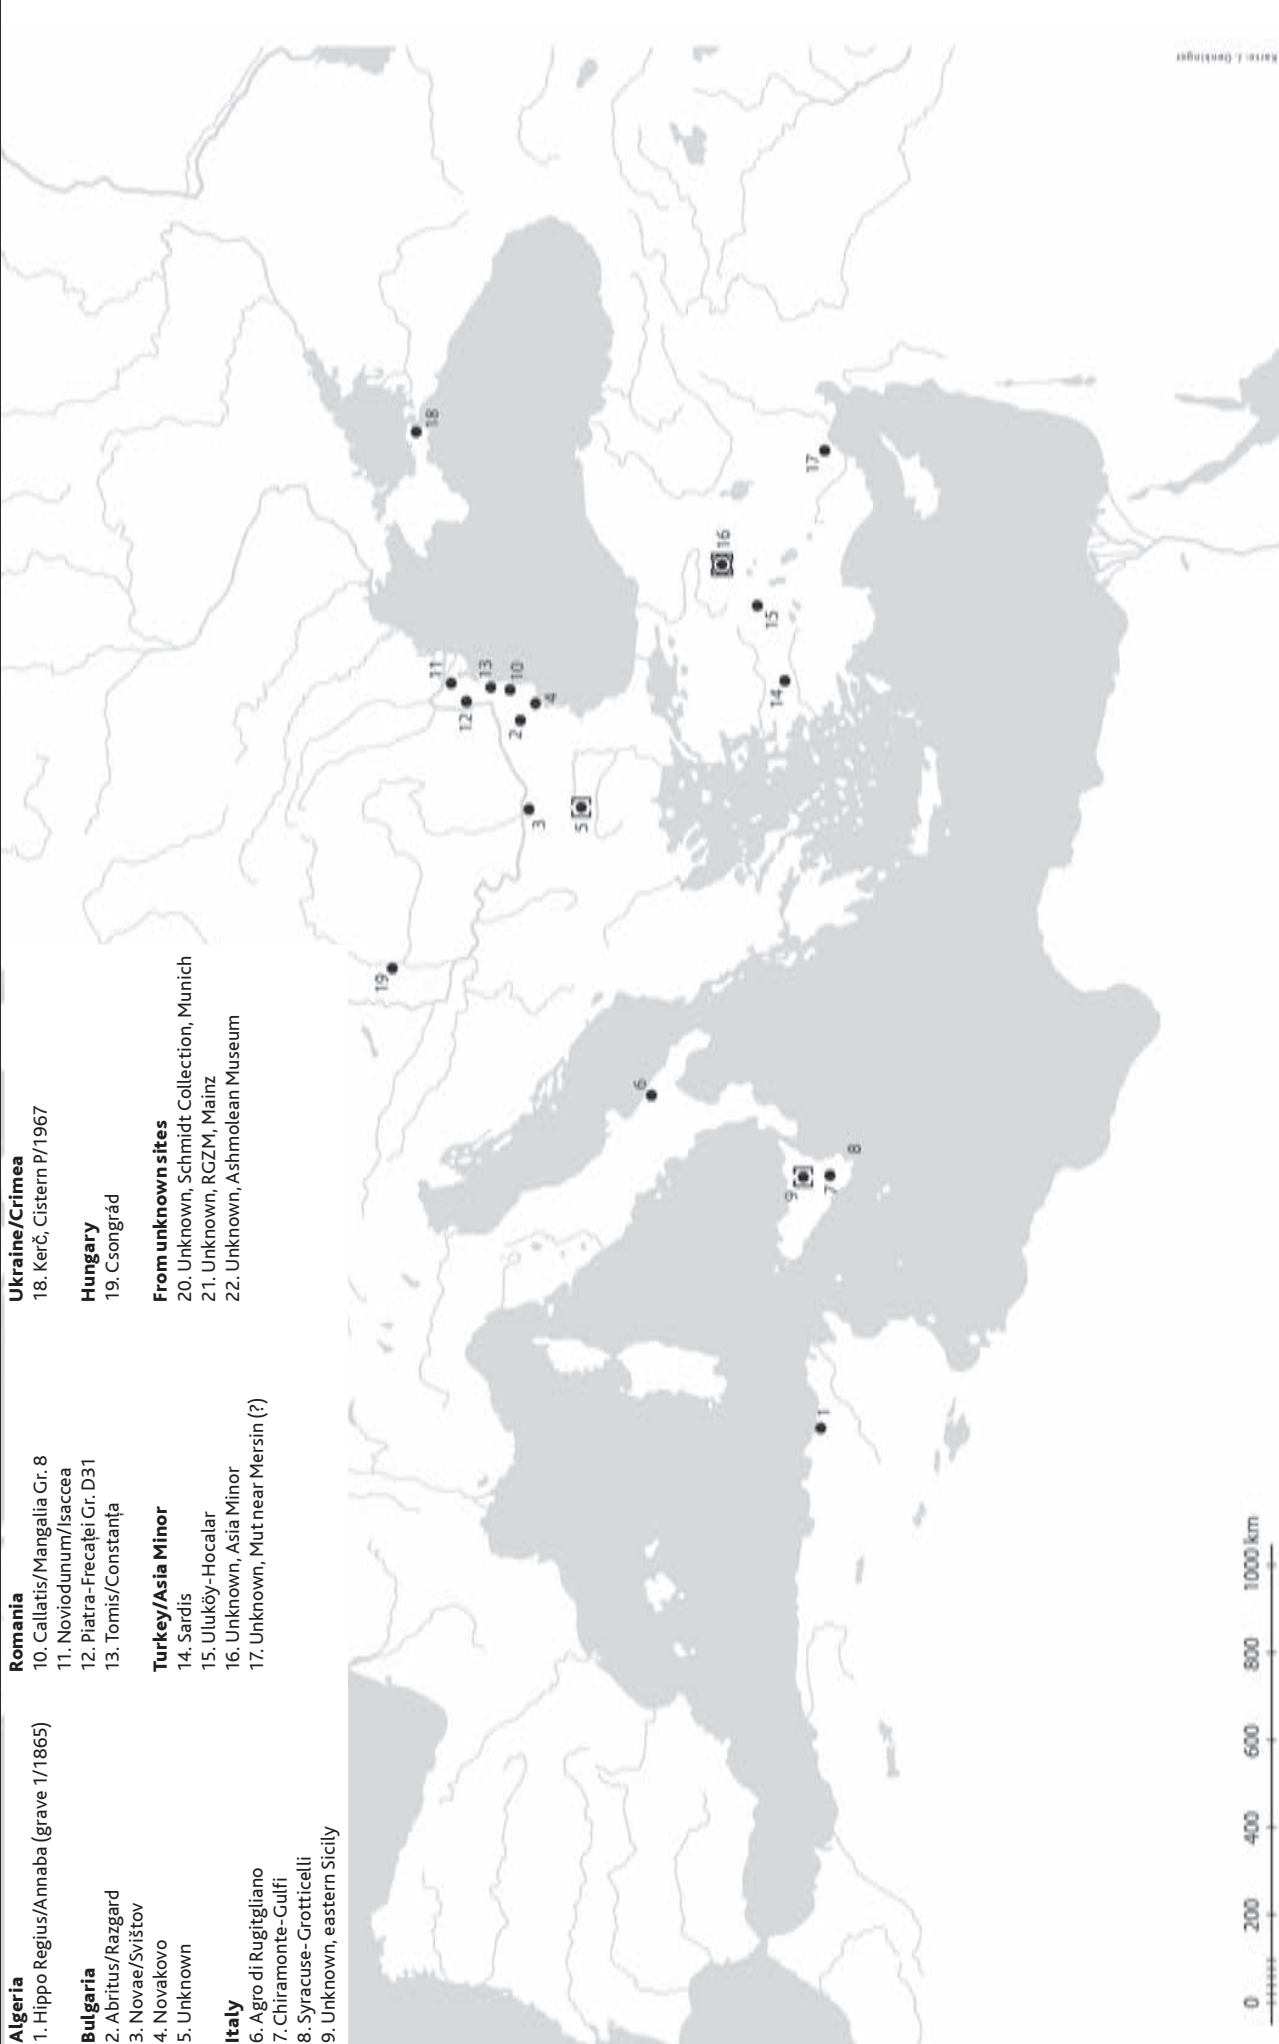 Algeria
1. Hippo Regius/Annaba (grave 1/1865)
Bulgaria
2. Abritus/Razgard
3. Novae/Svištov
4. Novakovo
5. Unknown
Italy
6. Agro di Rugitgliano
7. Chiramonte-Gulfi
8. Syracuse-Grotticelli
9. Unknown, eastern Sicily
Romania
10. Callatis/Mangalia Gr. 8
11. Noviodunum/Isaccea
12. Piatra-Frecaţei Gr. D31
13. Tomis/Constanţa
Turkey/Asia Minor
14. Sardis
15. Uluköy-Hocalar
16. Unknown, Asia Minor
17. Unknown, Mut near Mersin (?)
Ukraine/Crimea
18. Kerč, Cistern P/1967
Hungary
19. Csongrád
From unknown sites
20. Unknown, Schmidt Collection, Munich
21. Unknown, RGZM, Mainz
22. Unknown, Ashmolean Museum
19
18
11
12
13
10
2
4
3
5
16
15
14
17
6
9
7
8
1
0 200 400 600 800 1000 km
Karte: J. Denkinger